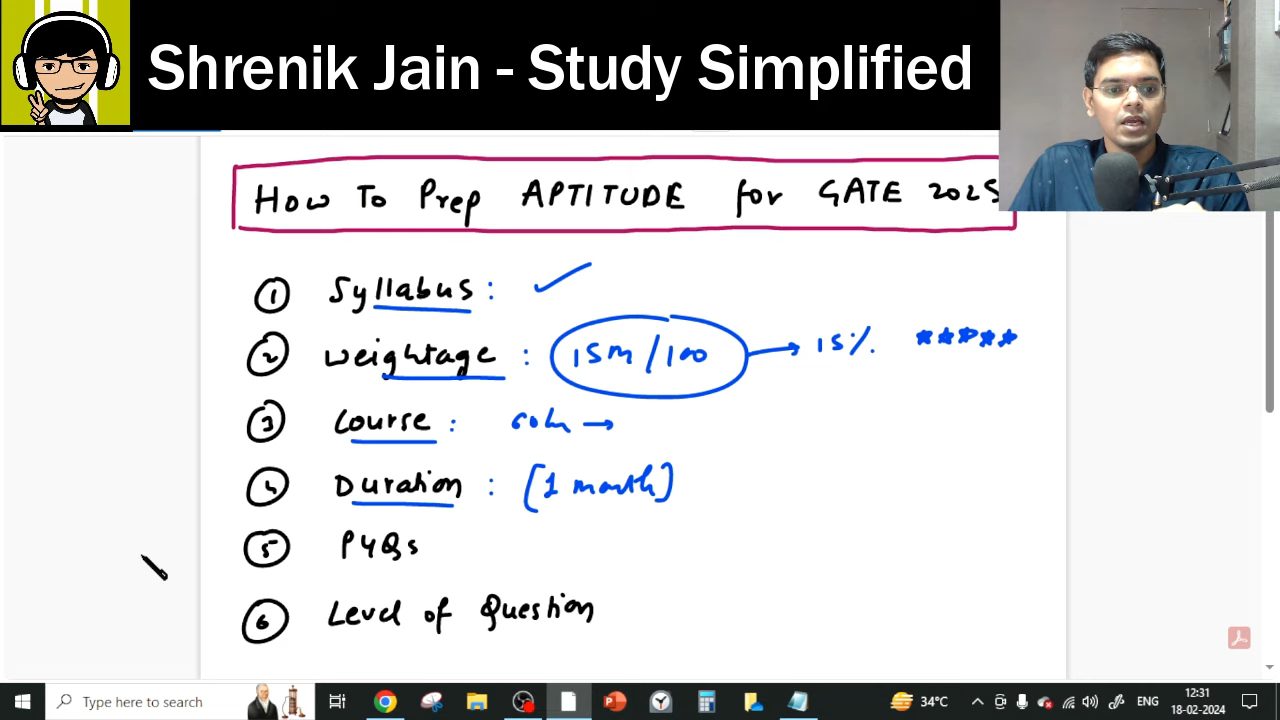 Shrenik Jain - Study Simplified
How To Prep APTITUDE for GATE 2025
1 Syllabus :
2 Weightage : 15m/100 → 15%
3 Course : →
4 Duration : [1 month]
5 PYQs
6 Level of Question
Type here to search
34°C
ENG
12:31
18-02-2024